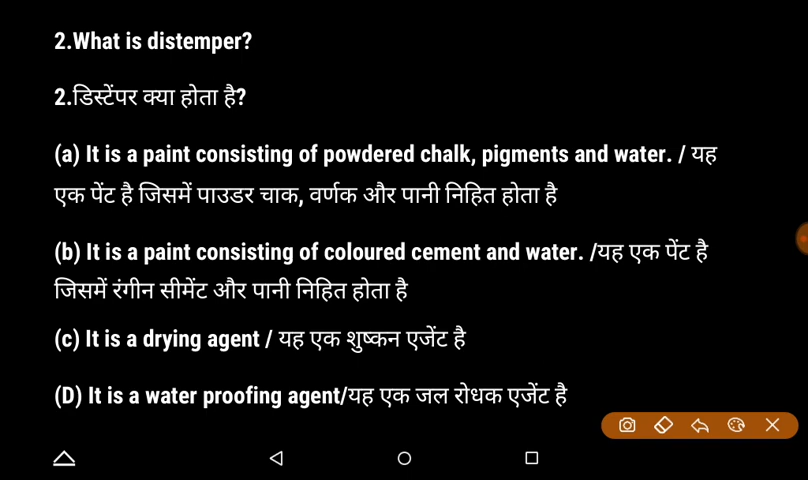 2.What is distemper?
2.डिस्टेंपर क्या होता है?
(a) It is a paint consisting of powdered chalk, pigments and water. / यह
एक पेंट है जिसमें पाउडर चाक, वर्णक और पानी निहित होता है
(b) It is a paint consisting of coloured cement and water. /यह एक पेंट है
जिसमें रंगीन सीमेंट और पानी निहित होता है
(c) It is a drying agent / यह एक शुष्कन एजेंट है
(D) It is a water proofing agent/यह एक जल रोधक एजेंट है